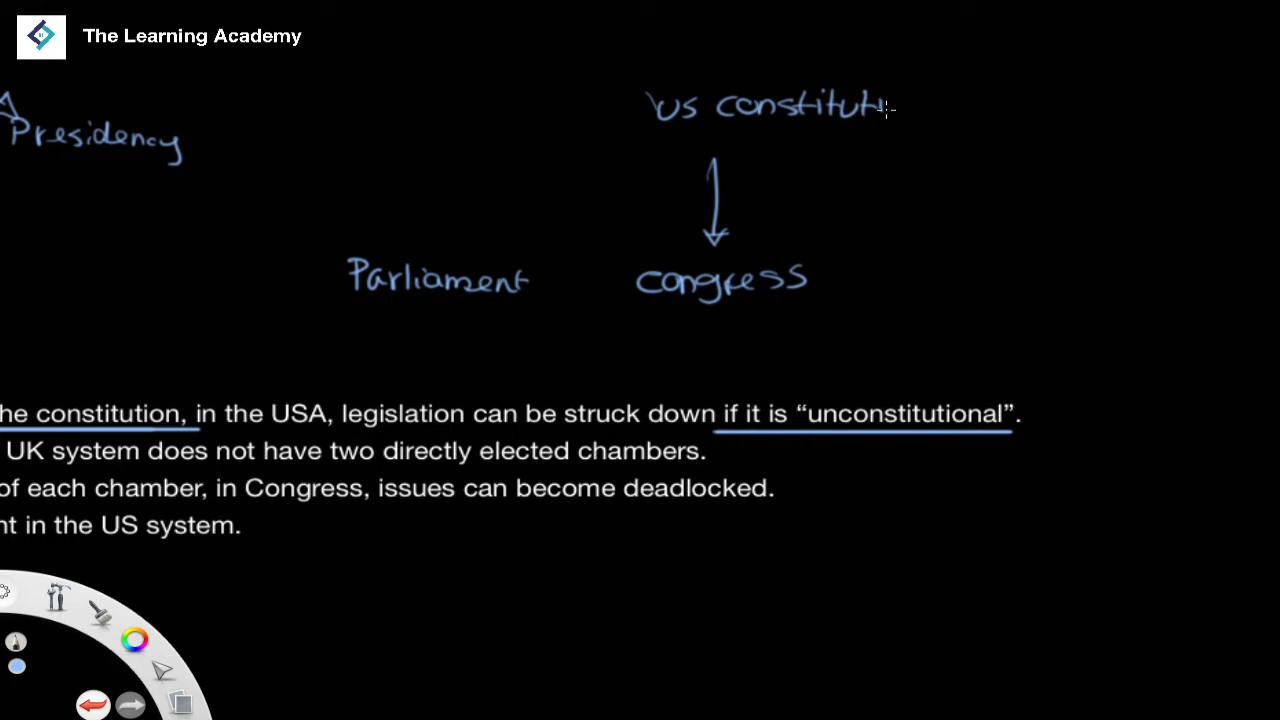 The Learning Academy
us constituti
Presidency
Parliament congress
he constitution, in the USA, legislation can be struck down if it is “unconstitutional”.
UK system does not have two directly elected chambers.
of each chamber, in Congress, issues can become deadlocked.
nt in the US system.